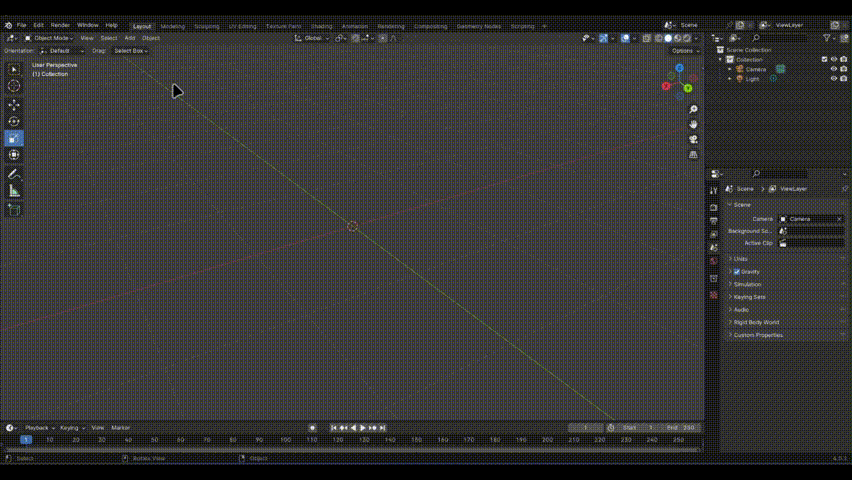 File Edit Render Window Help Layout Modeling Sculpting UV Editing Texture Paint Shading Animation Rendering Compositing Geometry Nodes Scripting + Scene ViewLayer
Object Mode View Select Add Object Global
Orientation: Default Drag: Select Box Options
User Perspective
(1) Collection
Z
X
Y
Scene Collection
Collection
Camera
Light
Scene ViewLayer
Scene
Camera Camera
Background Se...
Active Clip
Units
Gravity
Simulation
Keying Sets
Audio
Rigid Body World
Custom Properties
Playback Keying View Marker 1 Start 1 End 250
1 10 20 30 40 50 60 70 80 90 100 110 120 130 140 150 160 170 180 190 200 210 220 230 240 250
Select Rotate View Object